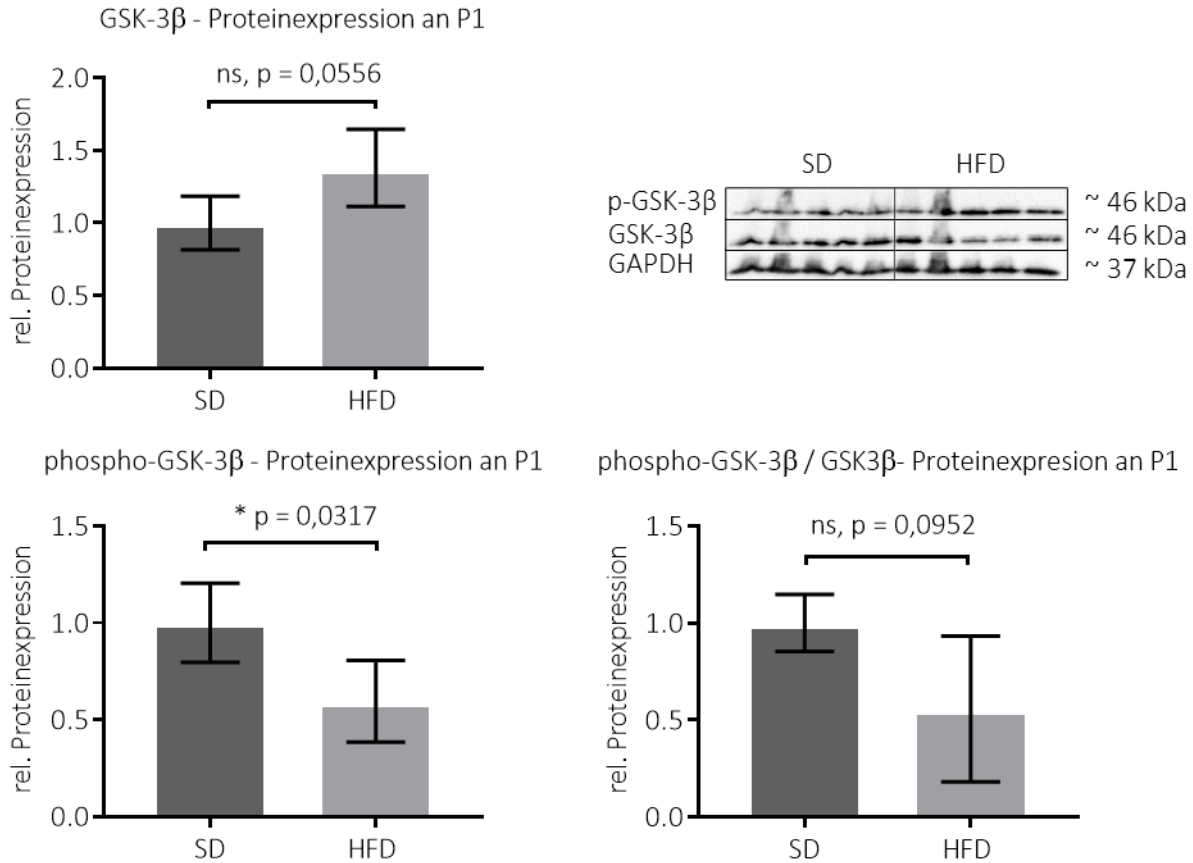 GSK-3β - Proteinexpression an P1
ns, p = 0,0556
rel. Proteinexpression
2.0
1.5
1.0
0.5
0.0
SD
HFD
SD HFD
p-GSK-3β ~ 46 kDa
GSK-3β ~ 46 kDa
GAPDH ~ 37 kDa
phospho-GSK-3β - Proteinexpression an P1
* p = 0,0317
rel. Proteinexpression
1.5
1.0
0.5
0.0
SD
HFD
phospho-GSK-3β / GSK3β- Proteinexpresion an P1
ns, p = 0,0952
rel. Proteinexpression
1.5
1.0
0.5
0.0
SD
HFD